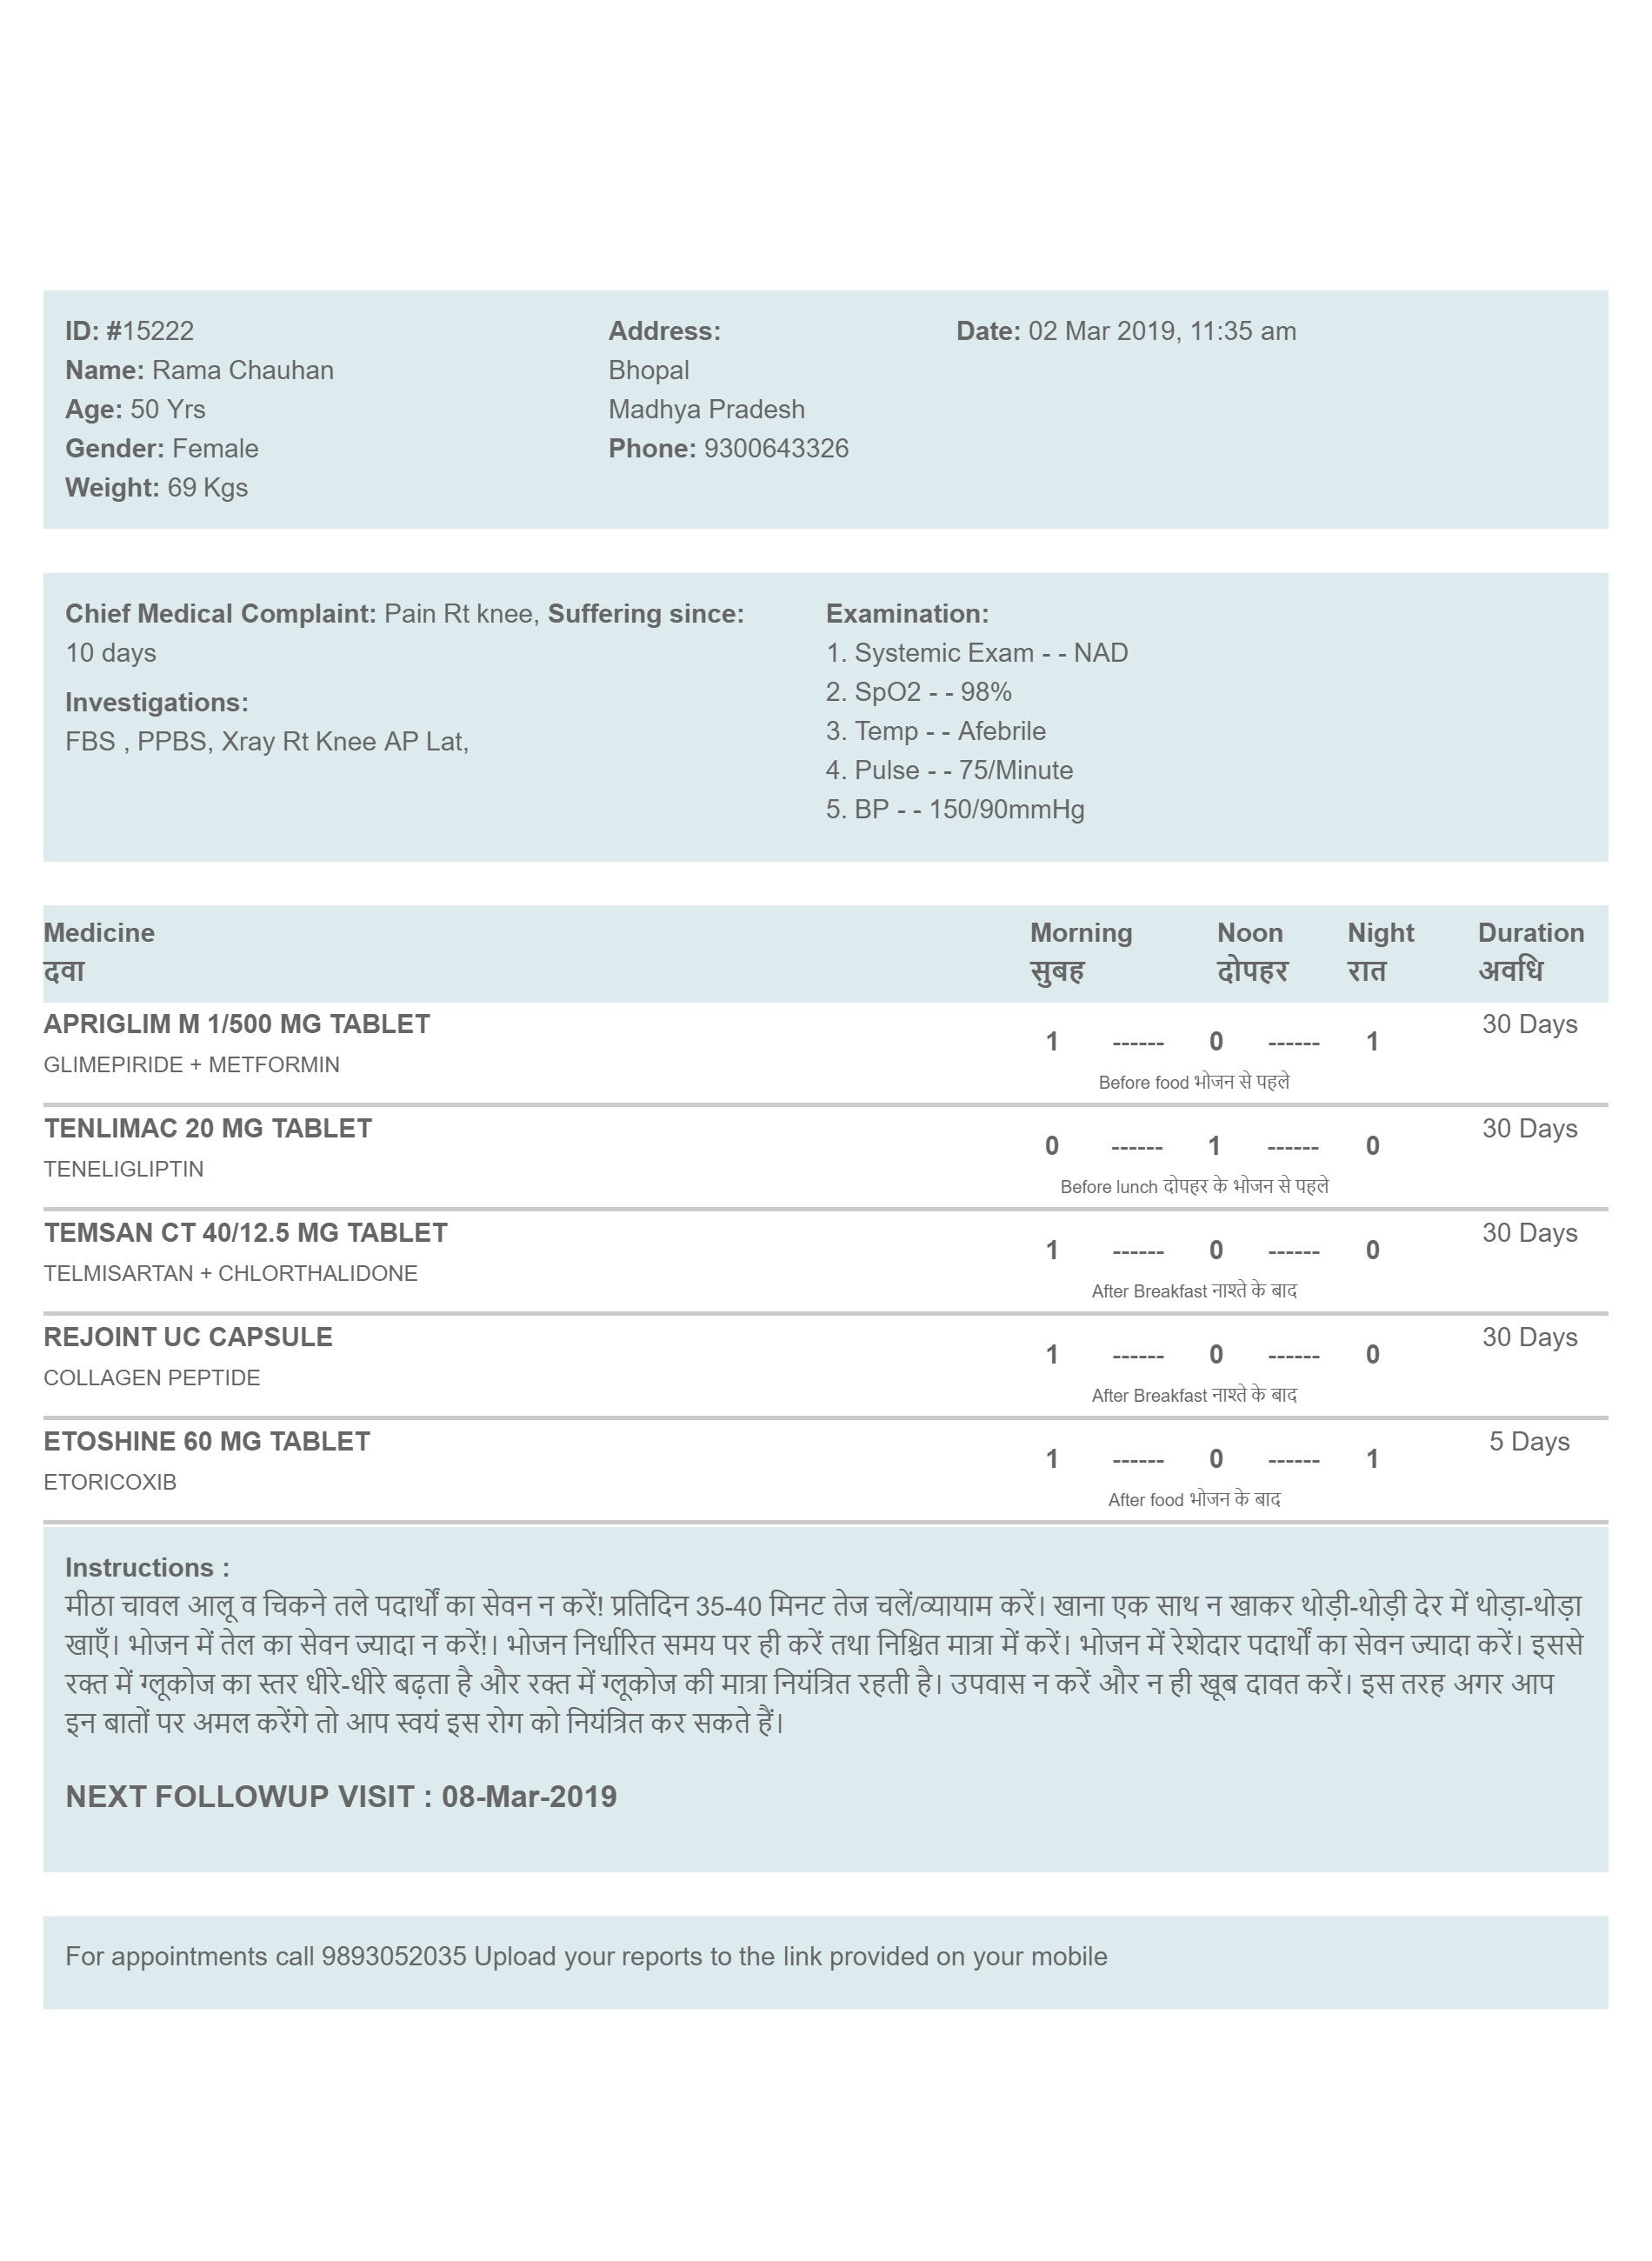 ID: #15222
Name: Rama Chauhan
Age: 50 Yrs
Gender: Female
Weight: 69 Kgs
Address:
Bhopal
Madhya Pradesh
Phone: 9300643326
Date: 02 Mar 2019, 11:35 am
Chief Medical Complaint: Pain Rt knee, Suffering since:
10 days
Investigations:
FBS , PPBS, Xray Rt Knee AP Lat,
Examination:
1. Systemic Exam - - NAD
2. SpO2 - - 98%
3. Temp - - Afebrile
4. Pulse - - 75/Minute
5. BP - - 150/90mmHg
Medicine Morning Noon Night Duration
दवा सुबह दोपहर रात अवधि
APRIGLIM M 1/500 MG TABLET 30 Days
1 ------ 0 ------ 1
GLIMEPIRIDE + METFORMIN
Before food भोजन से पहले
TENLIMAC 20 MG TABLET 30 Days
0 ------ 1 ------ 0
TENELIGLIPTIN
Before lunch दोपहर के भोजन से पहले
TEMSAN CT 40/12.5 MG TABLET 30 Days
1 ------ 0 ------ 0
TELMISARTAN + CHLORTHALIDONE
After Breakfast नाश्ते के बाद
REJOINT UC CAPSULE 30 Days
1 ------ 0 ------ 0
COLLAGEN PEPTIDE
After Breakfast नाश्ते के बाद
ETOSHINE 60 MG TABLET 5 Days
1 ------ 0 ------ 1
ETORICOXIB
After food भोजन के बाद
Instructions :
मीठा चावल आलू व चिकने तले पदार्थों का सेवन न करें! प्रतिदिन 35-40 मिनट तेज चलें/व्यायाम करें। खाना एक साथ न खाकर थोड़ी-थोड़ी देर में थोड़ा-थोड़ा
खाएँ। भोजन में तेल का सेवन ज्यादा न करें!। भोजन निर्धारित समय पर ही करें तथा निश्चित मात्रा में करें। भोजन में रेशेदार पदार्थों का सेवन ज्यादा करें। इससे
रक्त में ग्लूकोज का स्तर धीरे-धीरे बढ़ता है और रक्त में ग्लूकोज की मात्रा नियंत्रित रहती है। उपवास न करें और न ही खूब दावत करें। इस तरह अगर आप
इन बातों पर अमल करेंगे तो आप स्वयं इस रोग को नियंत्रित कर सकते हैं।
NEXT FOLLOWUP VISIT : 08-Mar-2019
For appointments call 9893052035 Upload your reports to the link provided on your mobile